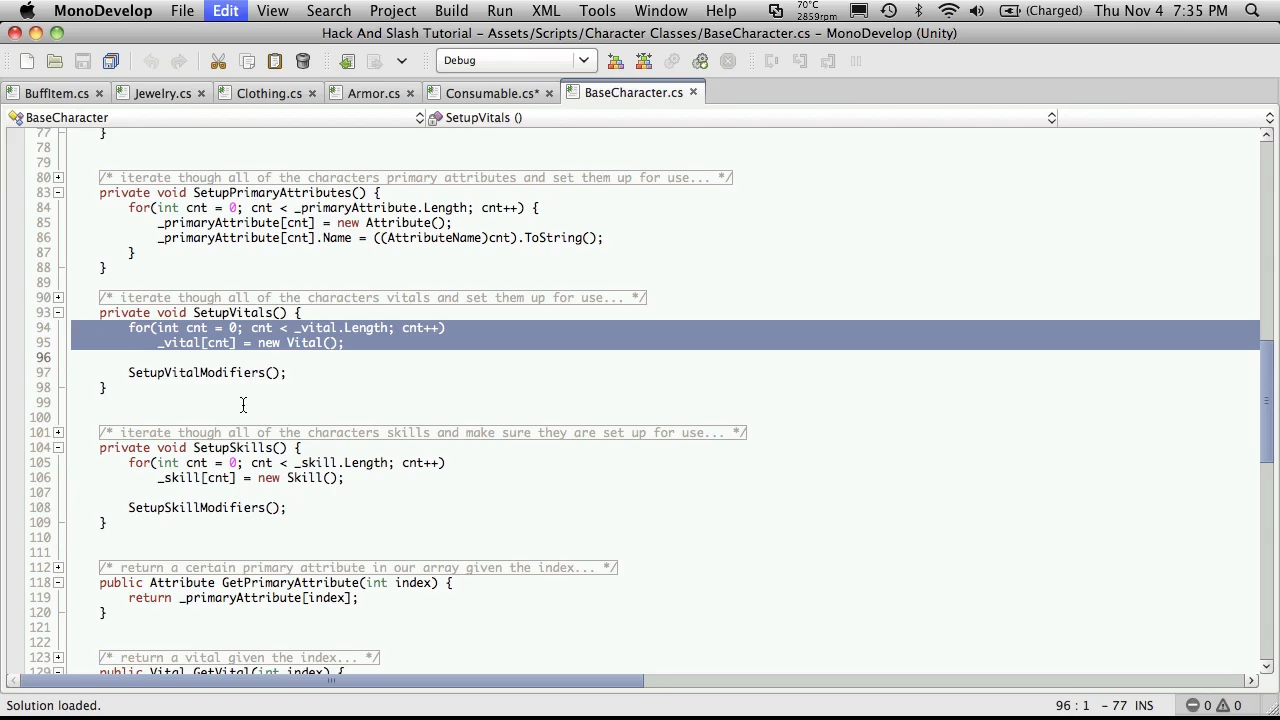 MonoDevelop File Edit View Search Project Build Run XML Tools Window Help 70°C 2859rpm (Charged) Thu Nov 4 7:35 PM
Hack And Slash Tutorial - Assets/Scripts/Character Classes/BaseCharacter.cs - MonoDevelop (Unity)
Debug
BuffItem.cs Jewelry.cs Clothing.cs Armor.cs Consumable.cs* BaseCharacter.cs
BaseCharacter SetupVitals ()
77 }
78
79
80 /* iterate though all of the characters primary attributes and set them up for use... */
83 private void SetupPrimaryAttributes() {
84 for(int cnt = 0; cnt < _primaryAttribute.Length; cnt++) {
85 _primaryAttribute[cnt] = new Attribute();
86 _primaryAttribute[cnt].Name = ((AttributeName)cnt).ToString();
87 }
88 }
89
90 /* iterate though all of the characters vitals and set them up for use... */
93 private void SetupVitals() {
94 for(int cnt = 0; cnt < _vital.Length; cnt++)
95 _vital[cnt] = new Vital();
96
97 SetupVitalModifiers();
98 }
99
100
101 /* iterate though all of the characters skills and make sure they are set up for use... */
104 private void SetupSkills() {
105 for(int cnt = 0; cnt < _skill.Length; cnt++)
106 _skill[cnt] = new Skill();
107
108 SetupSkillModifiers();
109 }
110
111
112 /* return a certain primary attribute in our array given the index... */
118 public Attribute GetPrimaryAttribute(int index) {
119 return _primaryAttribute[index];
120 }
121
122
123 /* return a vital given the index... */
129 public Vital GetVital(int index) {
Solution loaded. 96 : 1 - 77 INS 0 0